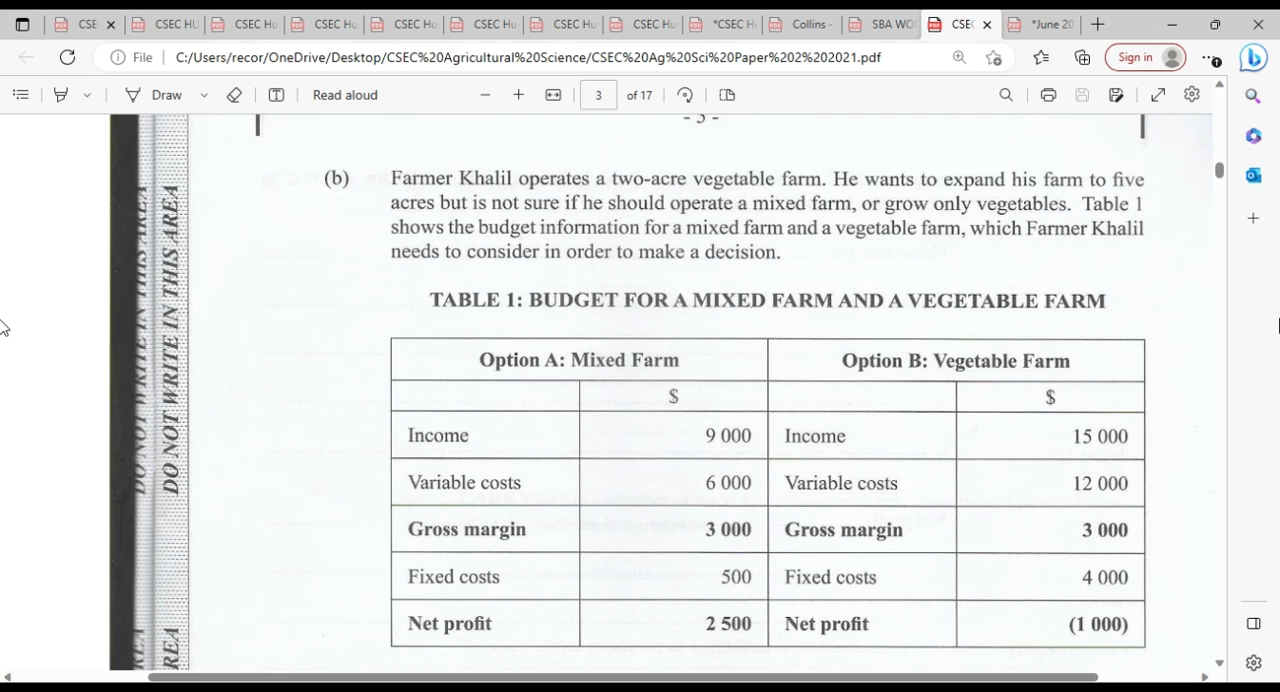 CSE
CSEC HU
CSEC Hu
CSEC Hu
CSEC Hu
CSEC Hu
CSEC Hu
CSEC Hu
*CSEC H
Collins -
SBA WO
CSEC
*June 20
File
C:/Users/recor/OneDrive/Desktop/CSEC%20Agricultural%20Science/CSEC%20Ag%20Sci%20Paper%202%202021.pdf
Sign in
Draw
Read aloud
3 of 17
DO NOT WRITE IN THIS AREA
DO NOT WRITE IN THIS AREA
(b) Farmer Khalil operates a two-acre vegetable farm. He wants to expand his farm to five
acres but is not sure if he should operate a mixed farm, or grow only vegetables. Table 1
shows the budget information for a mixed farm and a vegetable farm, which Farmer Khalil
needs to consider in order to make a decision.
TABLE 1: BUDGET FOR A MIXED FARM AND A VEGETABLE FARM
Option A: Mixed Farm Option B: Vegetable Farm
$ $
Income 9 000 Income 15 000
Variable costs 6 000 Variable costs 12 000
Gross margin 3 000 Gross margin 3 000
Fixed costs 500 Fixed costs 4 000
Net profit 2 500 Net profit (1 000)